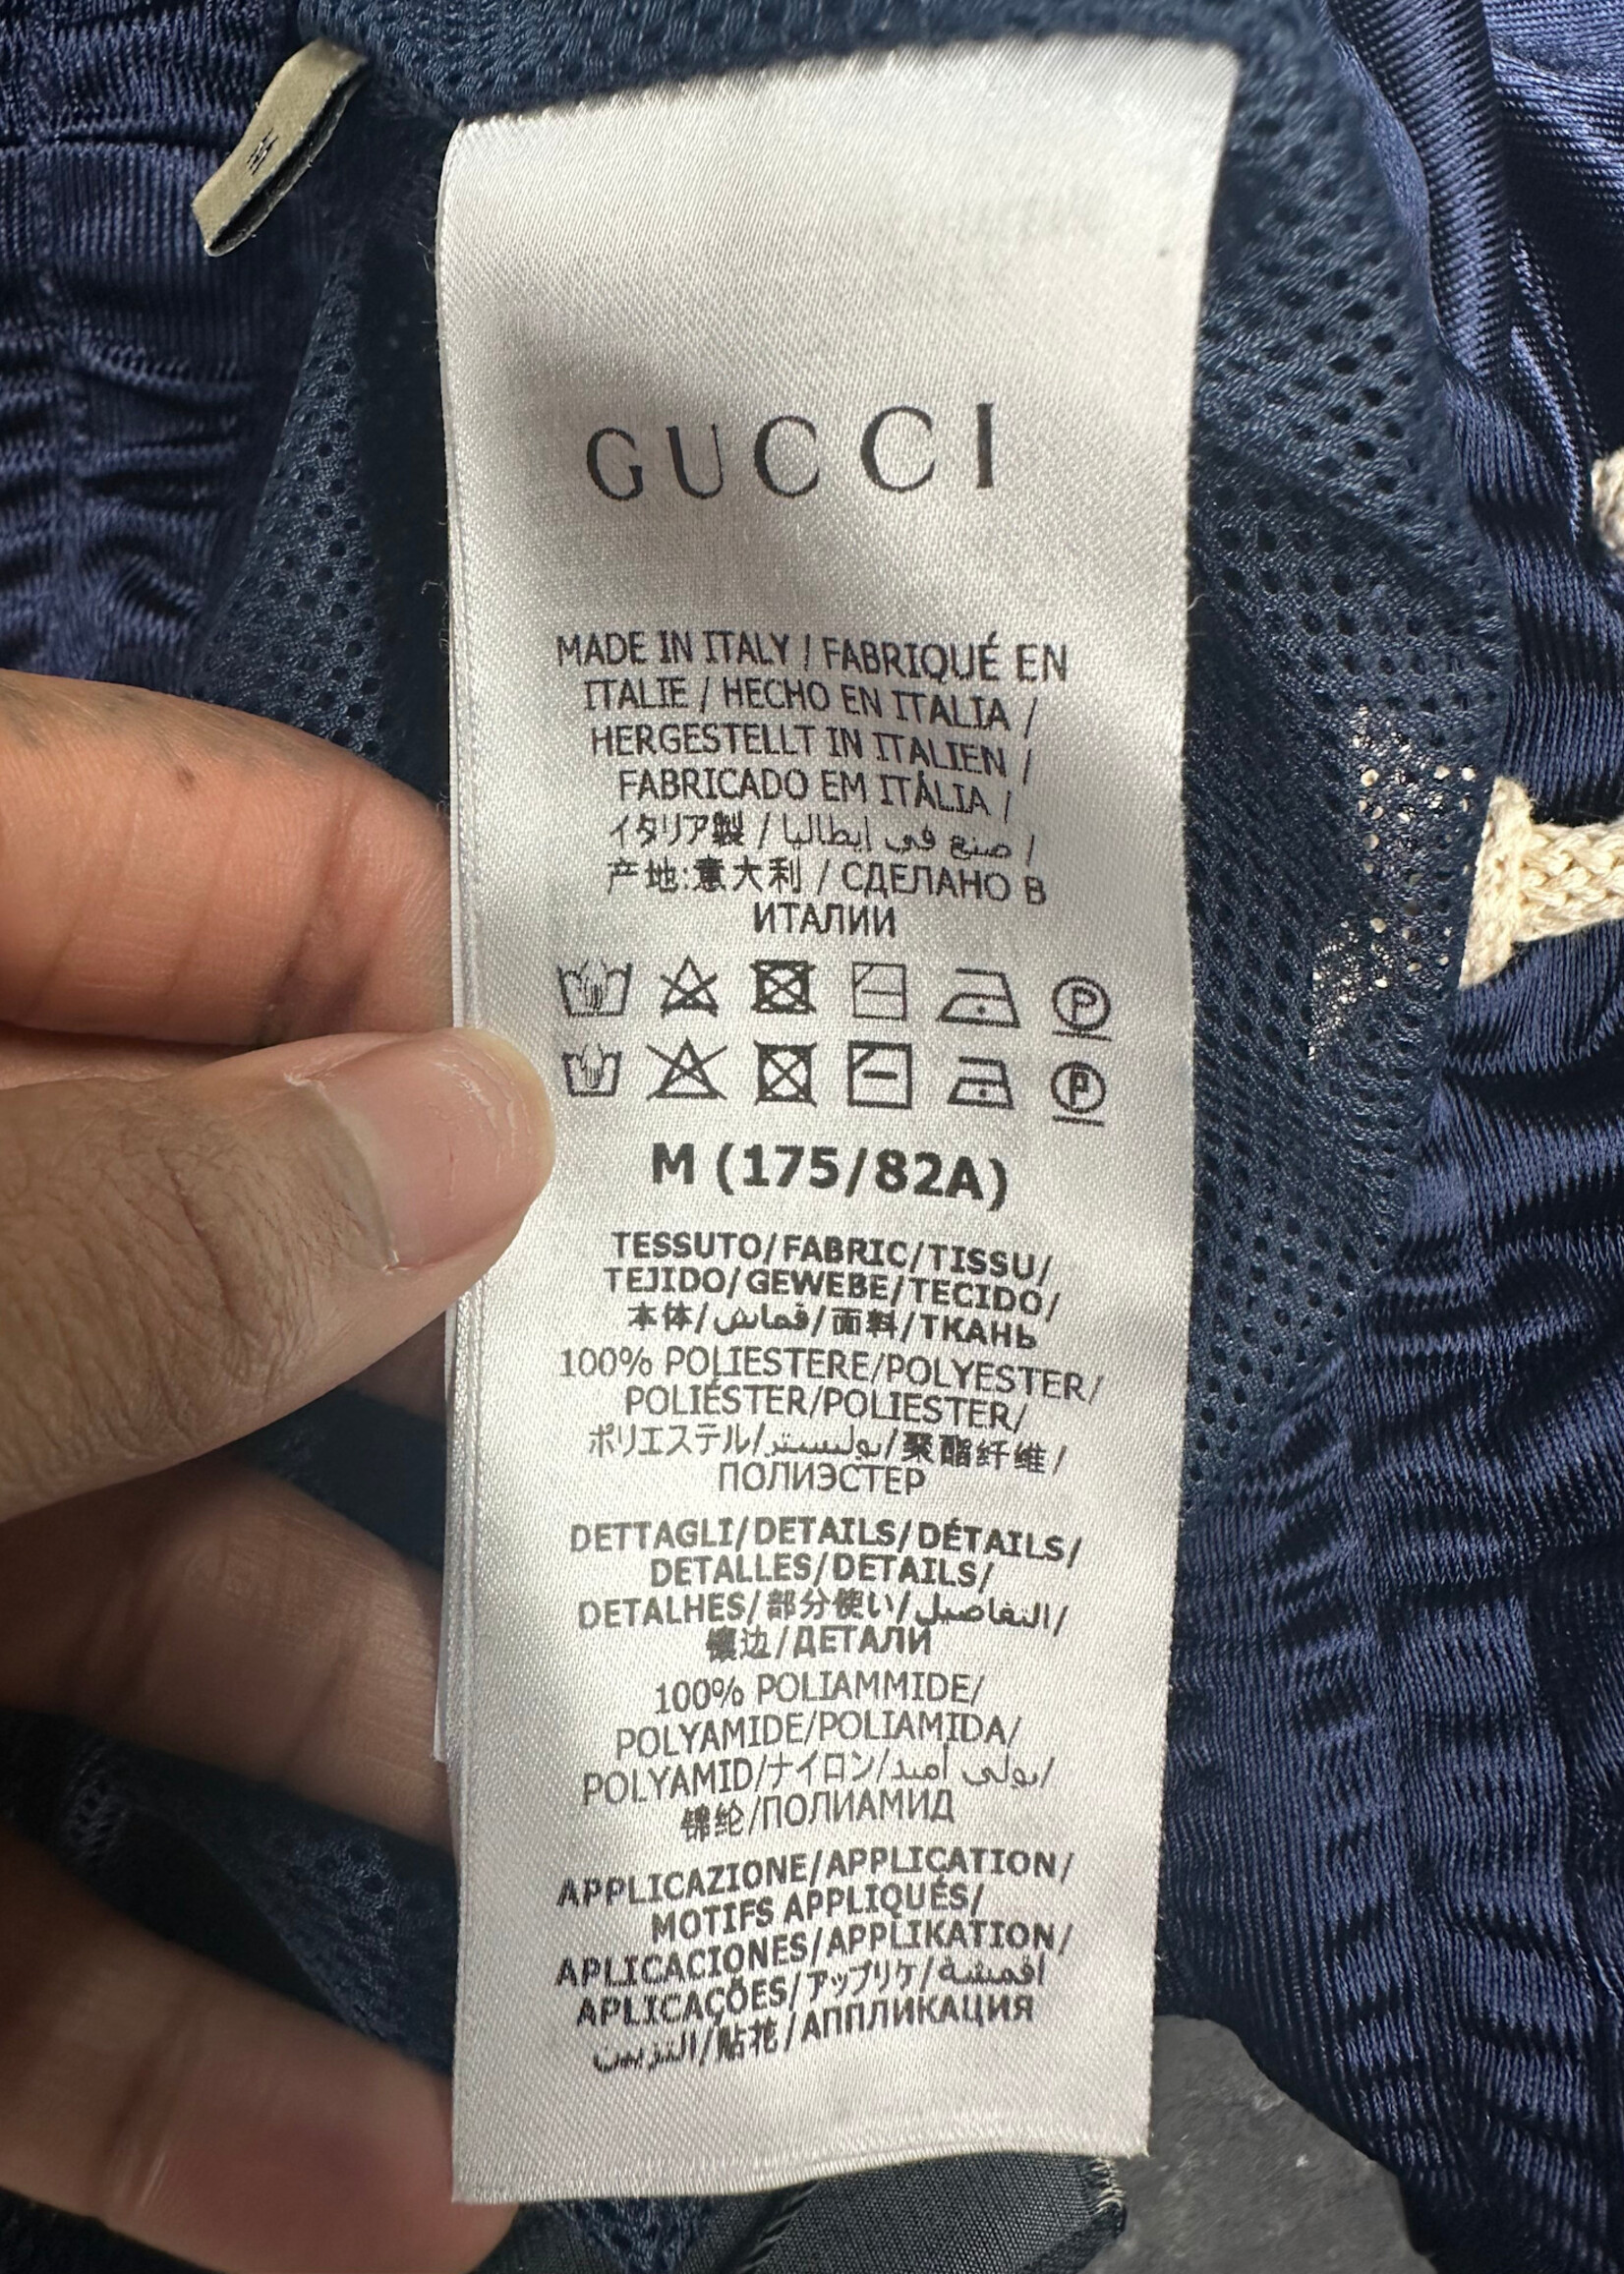 M
GUCCI
MADE IN ITALY / FABRIQUÉ EN
ITALIE / HECHO EN ITALIA /
HERGESTELLT IN ITALIEN /
FABRICADO EM ITÁLIA /
イタリア製 / صنع في إيطاليا /
产地:意大利 / СДЕЛАНО В
ИТАЛИИ
P
P
M (175/82A)
TESSUTO/FABRIC/TISSU/
TEJIDO/GEWEBE/TECIDO/
本体/قماش/面料/ТКАНЬ
100% POLIESTERE/POLYESTER/
POLIÉSTER/POLIESTER/
ポリエステル/بوليستر/聚酯纤维/
ПОЛИЭСТЕР
DETTAGLI/DETAILS/DÉTAILS/
DETALLES/DETAILS/
DETALHES/部分使い/التفاصيل/
镶边/ДЕТАЛИ
100% POLIAMMIDE/
POLYAMIDE/POLIAMIDA/
POLYAMID/ナイロン/بولي أميد/
锦纶/ПОЛИАМИД
APPLICAZIONE/APPLICATION/
MOTIFS APPLIQUÉS/
APLICACIONES/APPLIKATION/
APLICAÇÕES/アップリケ/أقمشة
التزيين/贴花/АППЛИКАЦИЯ